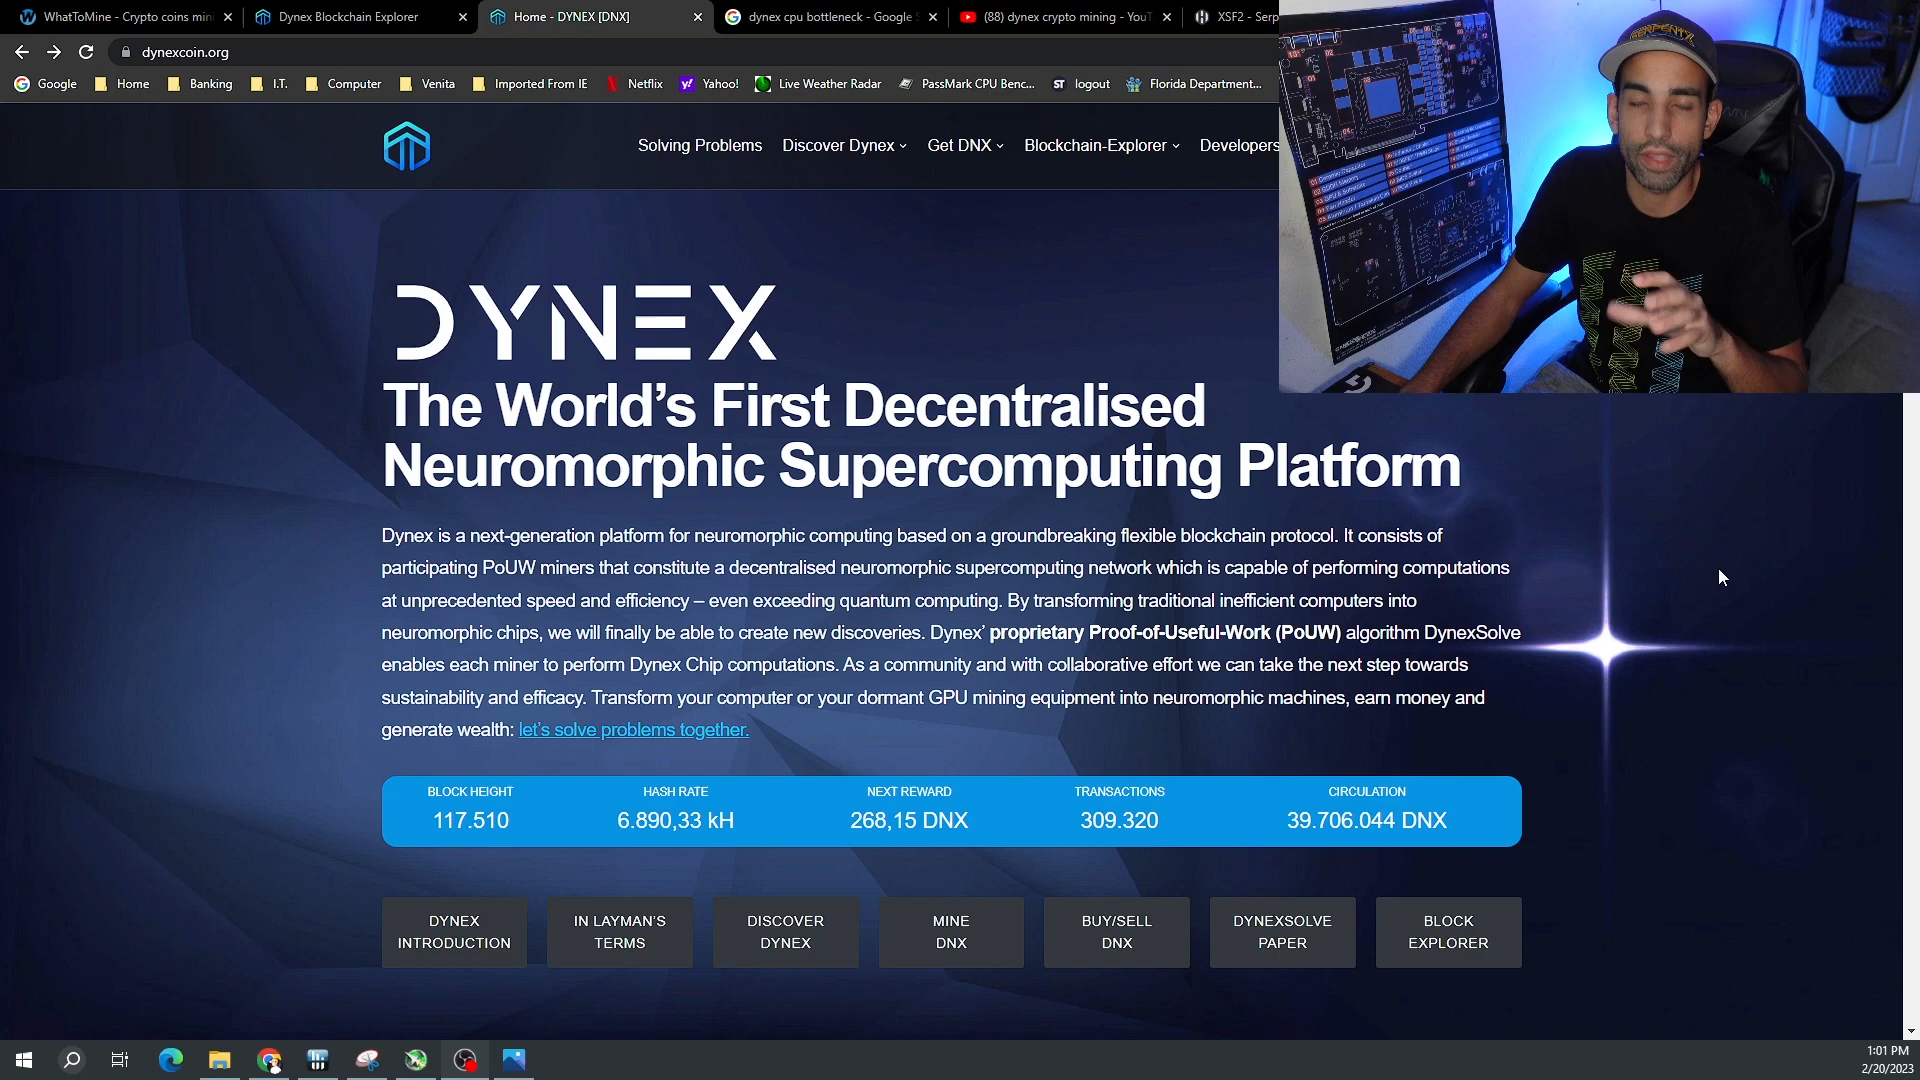 WhatToMine - Crypto coins min
Dynex Blockchain Explorer
Home - DYNEX [DNX]
dynex cpu bottleneck - Google S
(88) dynex crypto mining - YouT
XSF2 - Serp
dynexcoin.org
Google
Home
Banking
I.T.
Computer
Venita
Imported From IE
Netflix
Yahoo!
Live Weather Radar
PassMark CPU Benc...
ST
logout
Florida Department...
Solving Problems
Discover Dynex
Get DNX
Blockchain-Explorer
Developers
SERPENTX
DYNEX
The World's First Decentralised
Neuromorphic Supercomputing Platform
Dynex is a next-generation platform for neuromorphic computing based on a groundbreaking flexible blockchain protocol. It consists of
participating PoUW miners that constitute a decentralised neuromorphic supercomputing network which is capable of performing computations
at unprecedented speed and efficiency – even exceeding quantum computing. By transforming traditional inefficient computers into
neuromorphic chips, we will finally be able to create new discoveries. Dynex’ proprietary Proof-of-Useful-Work (PoUW) algorithm DynexSolve
enables each miner to perform Dynex Chip computations. As a community and with collaborative effort we can take the next step towards
sustainability and efficacy. Transform your computer or your dormant GPU mining equipment into neuromorphic machines, earn money and
generate wealth: let’s solve problems together.
BLOCK HEIGHT
117.510
HASH RATE
6.890,33 kH
NEXT REWARD
268,15 DNX
TRANSACTIONS
309.320
CIRCULATION
39.706.044 DNX
DYNEX
INTRODUCTION
IN LAYMAN'S
TERMS
DISCOVER
DYNEX
MINE
DNX
BUY/SELL
DNX
DYNEXSOLVE
PAPER
BLOCK
EXPLORER
1:01 PM
2/20/2023